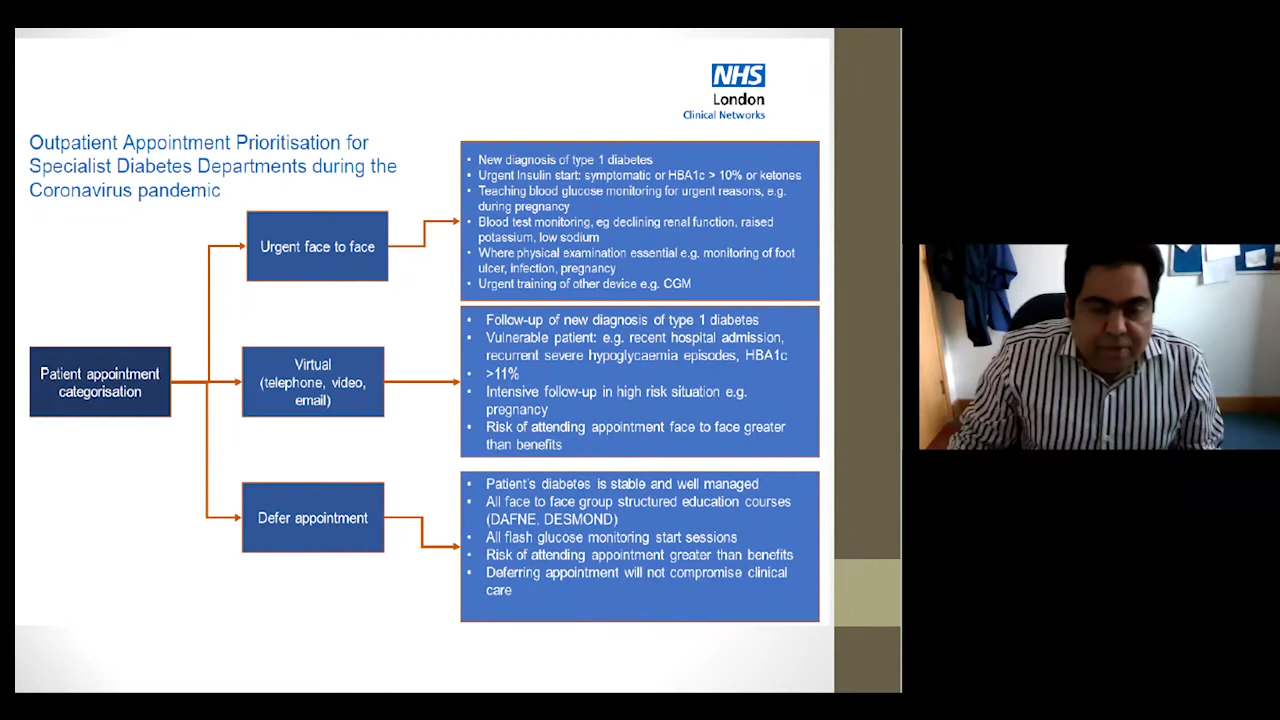 NHS
London
Clinical Networks
Outpatient Appointment Prioritisation for
Specialist Diabetes Departments during the
Coronavirus pandemic
Patient appointment
categorisation
Urgent face to face
• New diagnosis of type 1 diabetes
• Urgent Insulin start: symptomatic or HBA1c > 10% or ketones
• Teaching blood glucose monitoring for urgent reasons, e.g.
during pregnancy
• Blood test monitoring, eg declining renal function, raised
potassium, low sodium
• Where physical examination essential e.g. monitoring of foot
ulcer, infection, pregnancy
• Urgent training of other device e.g. CGM
Virtual
(telephone, video,
email)
• Follow-up of new diagnosis of type 1 diabetes
• Vulnerable patient: e.g. recent hospital admission,
recurrent severe hypoglycaemia episodes, HBA1c
• >11%
• Intensive follow-up in high risk situation e.g.
pregnancy
• Risk of attending appointment face to face greater
than benefits
Defer appointment
• Patient's diabetes is stable and well managed
• All face to face group structured education courses
(DAFNE, DESMOND)
• All flash glucose monitoring start sessions
• Risk of attending appointment greater than benefits
• Deferring appointment will not compromise clinical
care